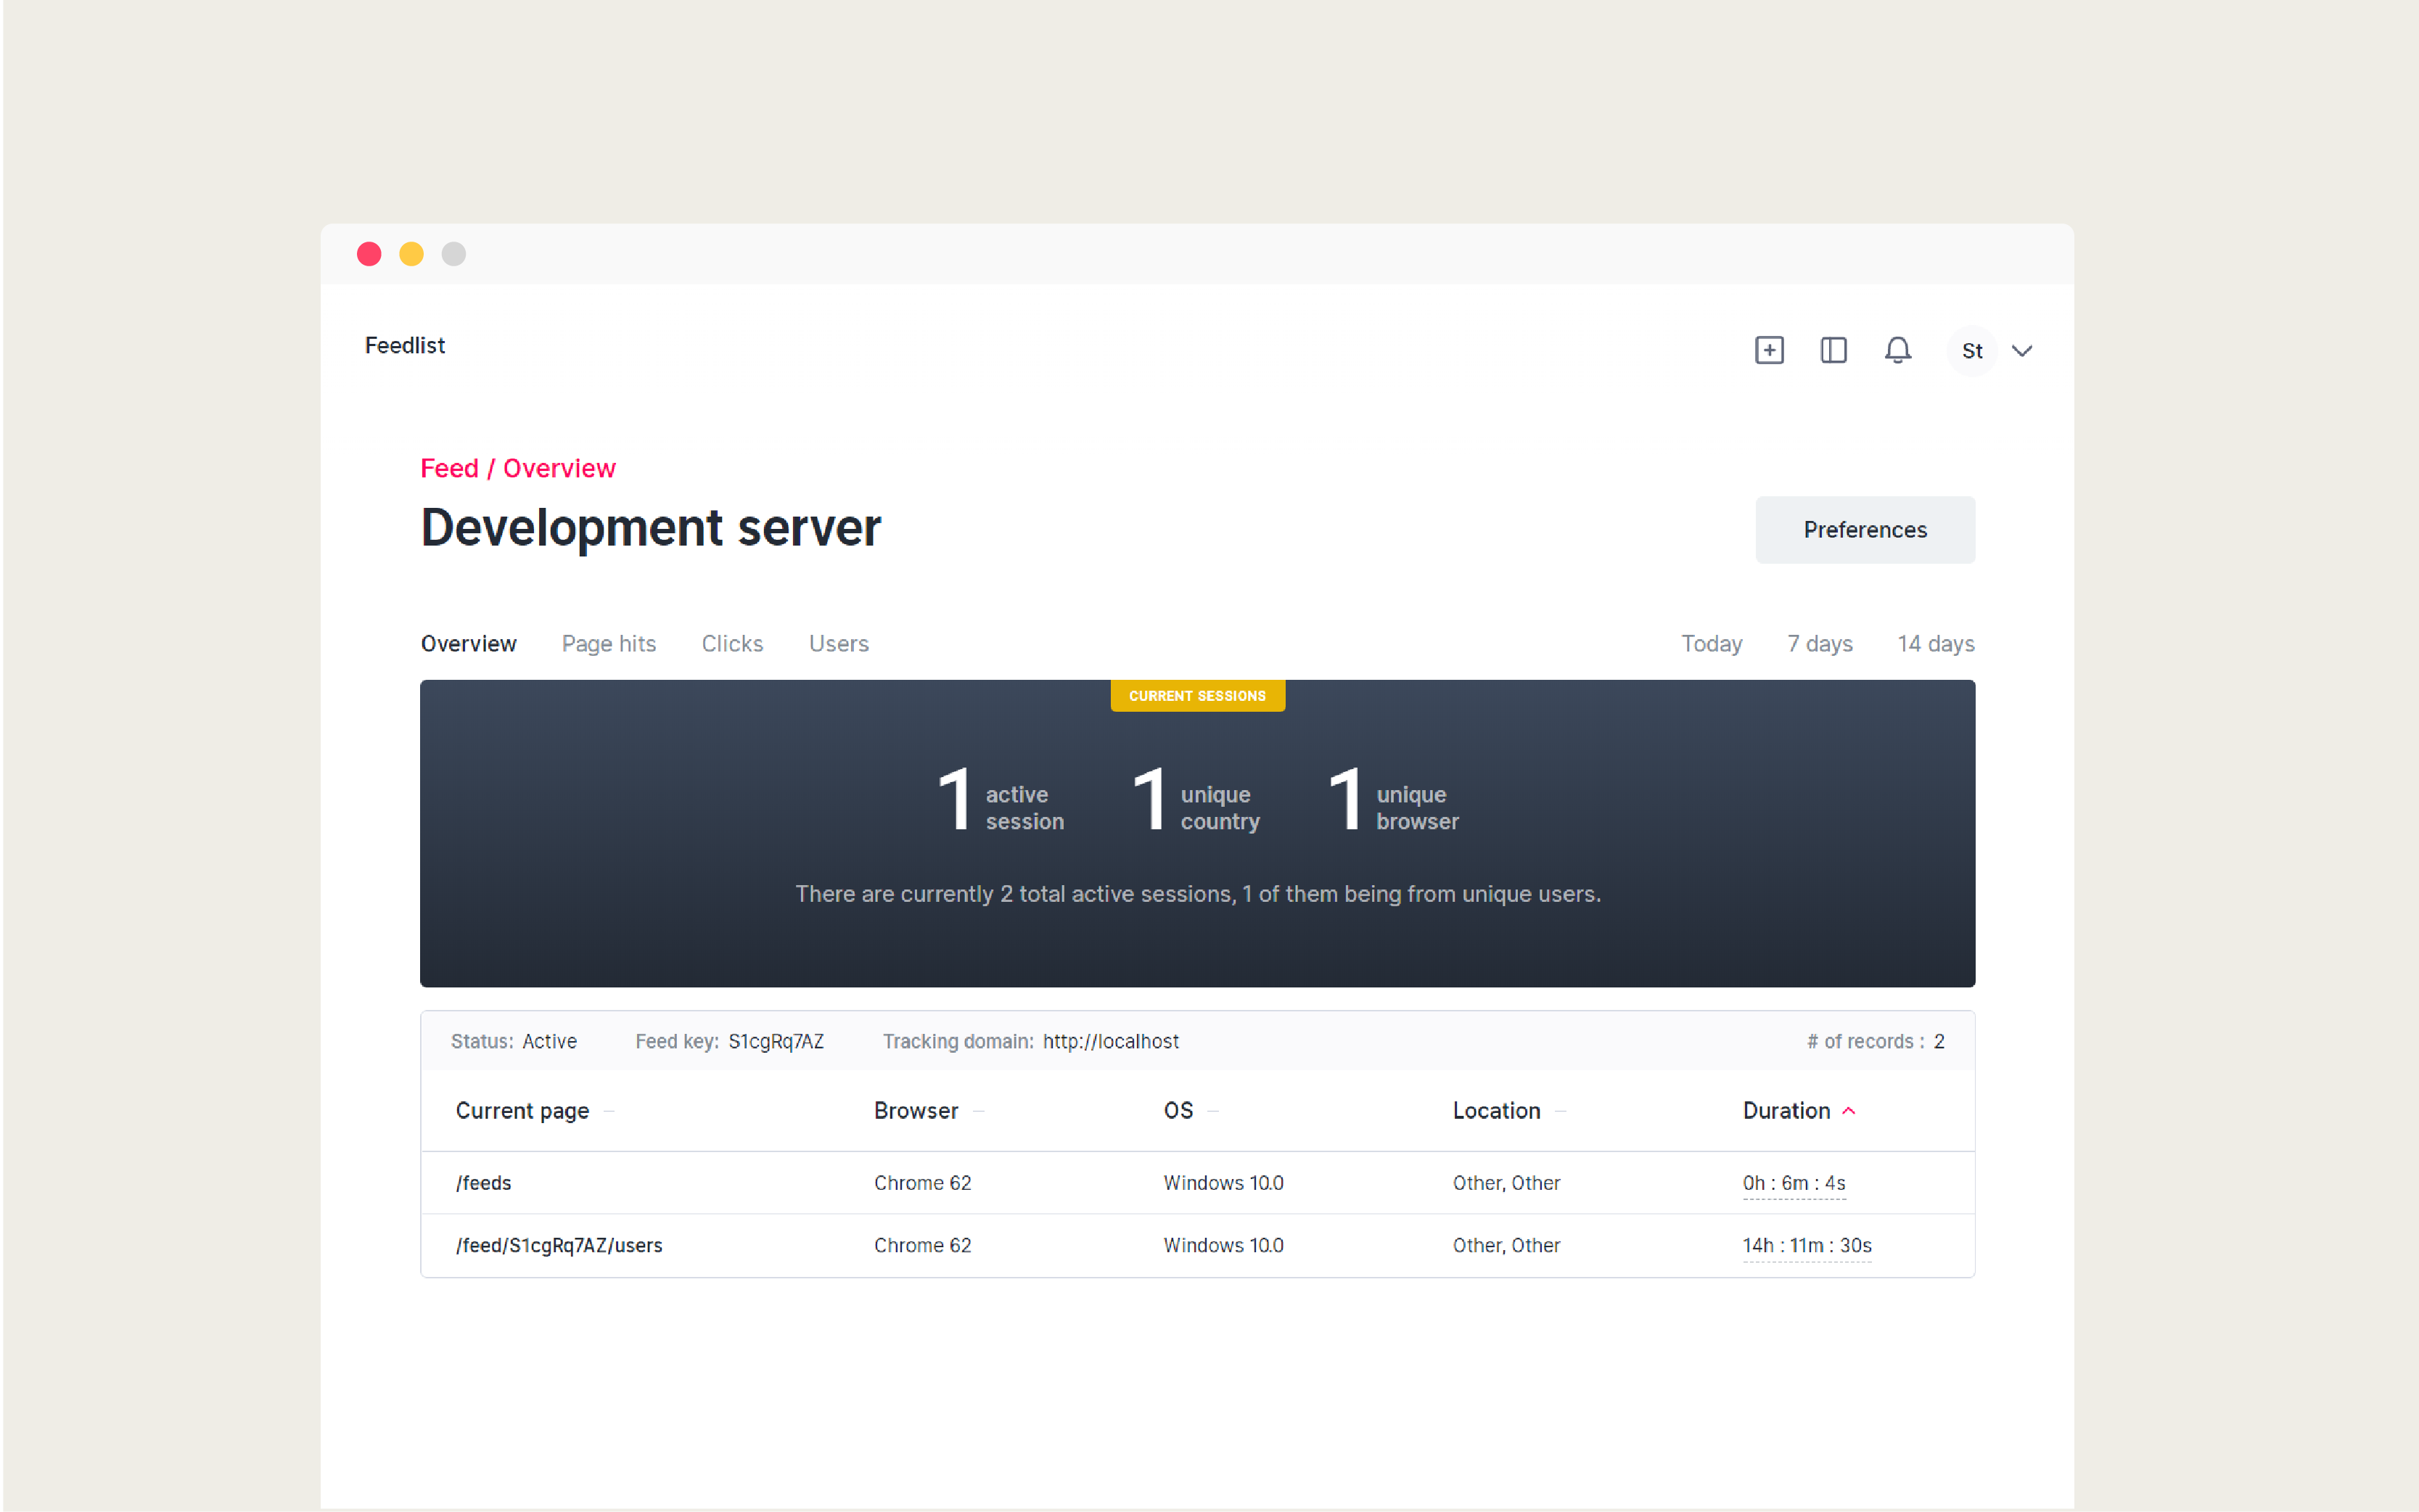 Feedlist
St
Feed / Overview
Development server
Preferences
Overview Page hits Clicks Users Today 7 days 14 days
CURRENT SESSIONS
1 active session 1 unique country 1 unique browser
There are currently 2 total active sessions, 1 of them being from unique users.
Status: Active Feed key: S1cgRq7AZ Tracking domain: http://localhost # of records : 2
Current page Browser OS Location Duration
/feeds Chrome 62 Windows 10.0 Other, Other 0h : 6m : 4s
/feed/S1cgRq7AZ/users Chrome 62 Windows 10.0 Other, Other 14h : 11m : 30s